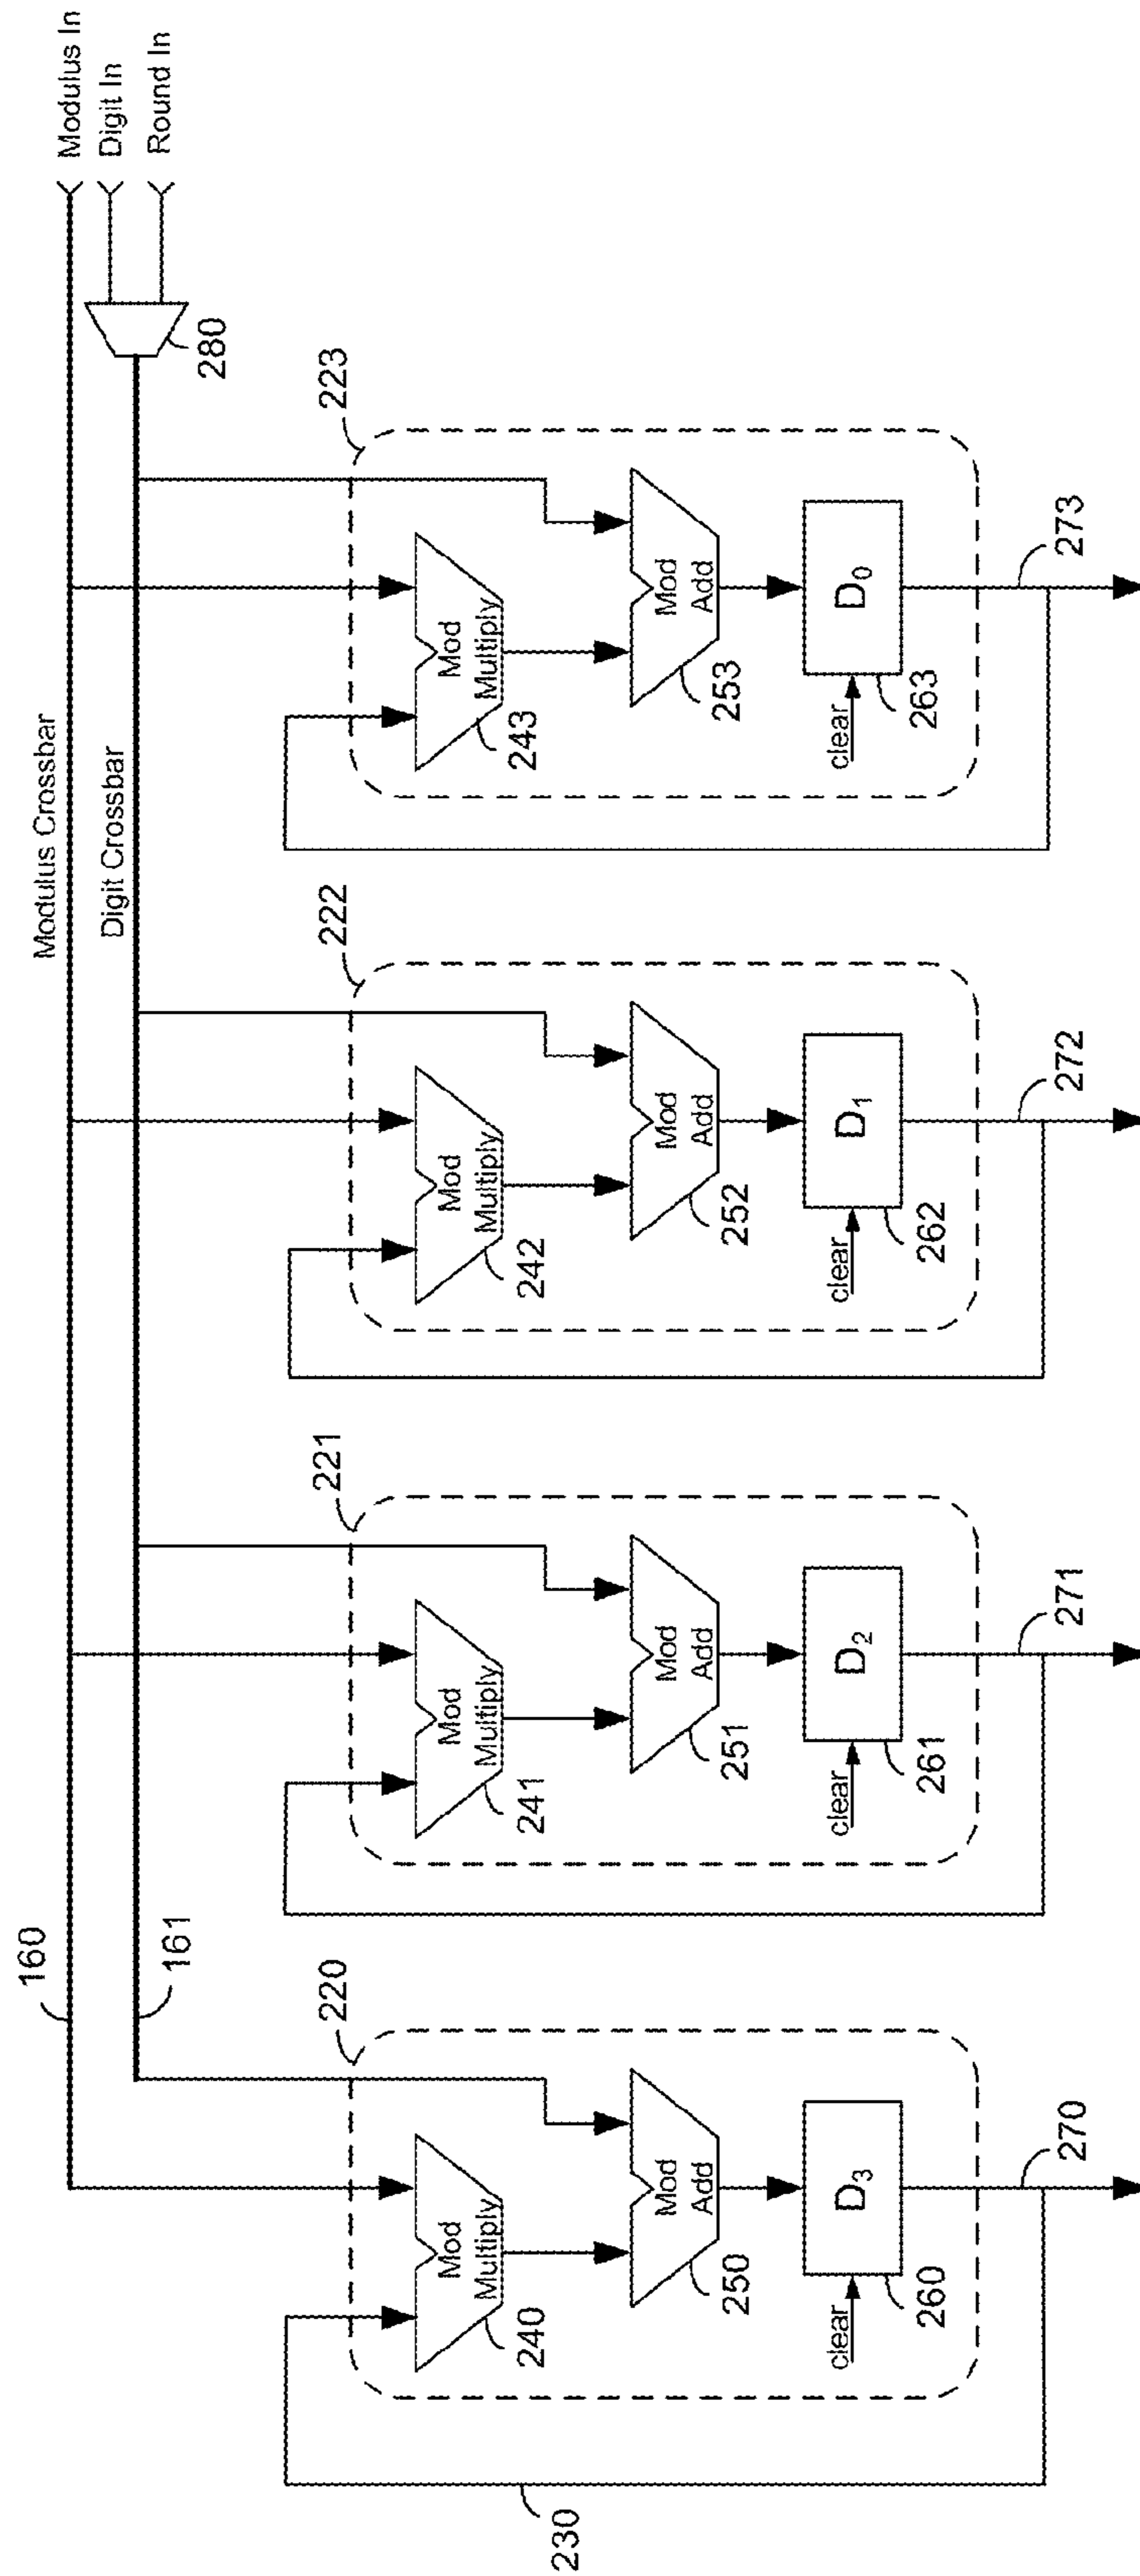 Modulus In
Digit In
Round In
280
Modulus Crossbar
Digit Crossbar
160
161
220
221
222
223
Mod Multiply
240
Mod Add
250
D3
clear
260
270
230
Mod Multiply
241
Mod Add
251
D2
clear
261
271
Mod Multiply
242
Mod Add
252
D1
clear
262
272
Mod Multiply
243
Mod Add
253
D0
clear
263
273